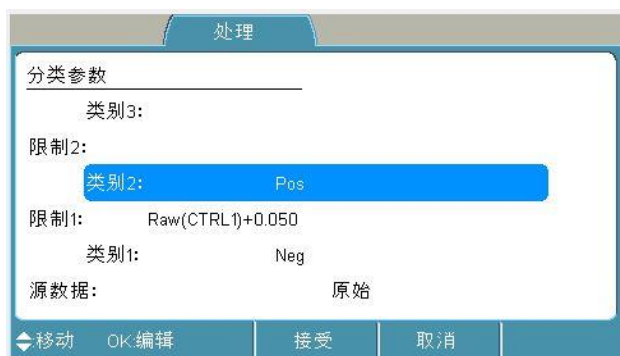 处理
分类参数
类别3:
限制2:
类别2: Pos
限制1: Raw(CTRL1)+0.050
类别1: Neg
源数据: 原始
移动 OK:编辑 接受 取消